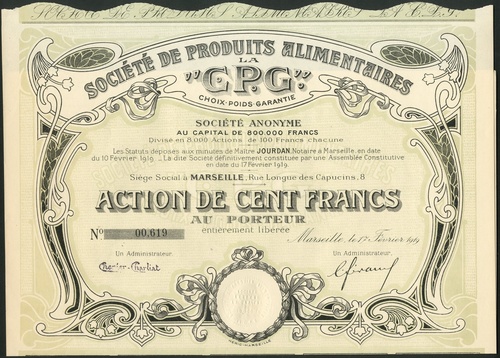 SOCIÉTÉ DE PRODUITS ALIMENTAIRES
LA
"C.P.G."
CHOIX-POIDS-GARANTIE
SOCIÉTÉ ANONYME
AU CAPITAL DE 800.000 FRANCS
Divisé en 8.000 Actions de 100 Francs chacune
Les Statuts déposés aux minutes de Maître JOURDAN, Notaire à Marseille, en date
du 10 Février 1919. - La dite Société définitivement constituée par une Assemblée Constitutive
en date du 17 Février 1919.
Siège Social à MARSEILLE, Rue Longue des Capucins, 8
ACTION DE CENT FRANCS
AU PORTEUR
entièrement libérée
No 00,619
Marseille, le 17 Février 1919
Un Administrateur.
Un Administrateur.